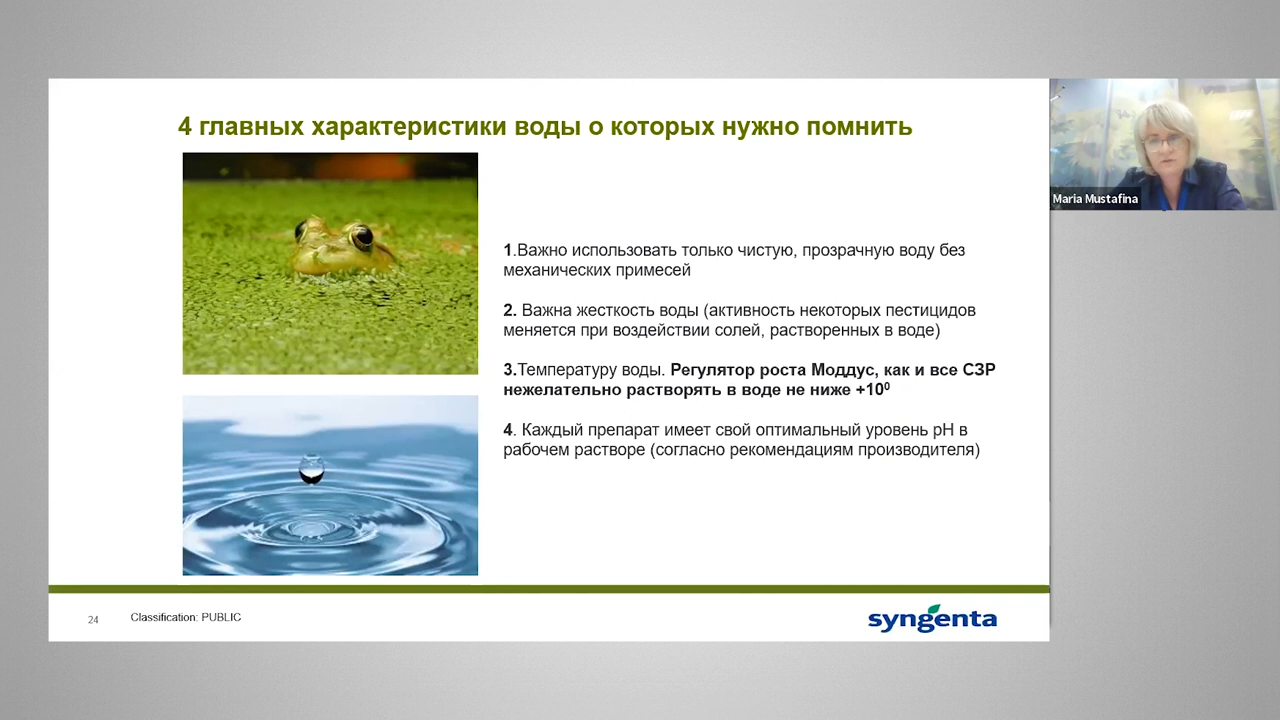 4 главных характеристики воды о которых нужно помнить
Maria Mustafina
1.Важно использовать только чистую, прозрачную воду без
механических примесей
2. Важна жесткость воды (активность некоторых пестицидов
меняется при воздействии солей, растворенных в воде)
3.Температуру воды. Регулятор роста Моддус, как и все СЗР
нежелательно растворять в воде не ниже +10⁰
4. Каждый препарат имеет свой оптимальный уровень pH в
рабочем растворе (согласно рекомендациям производителя)
24
Classification: PUBLIC
syngenta